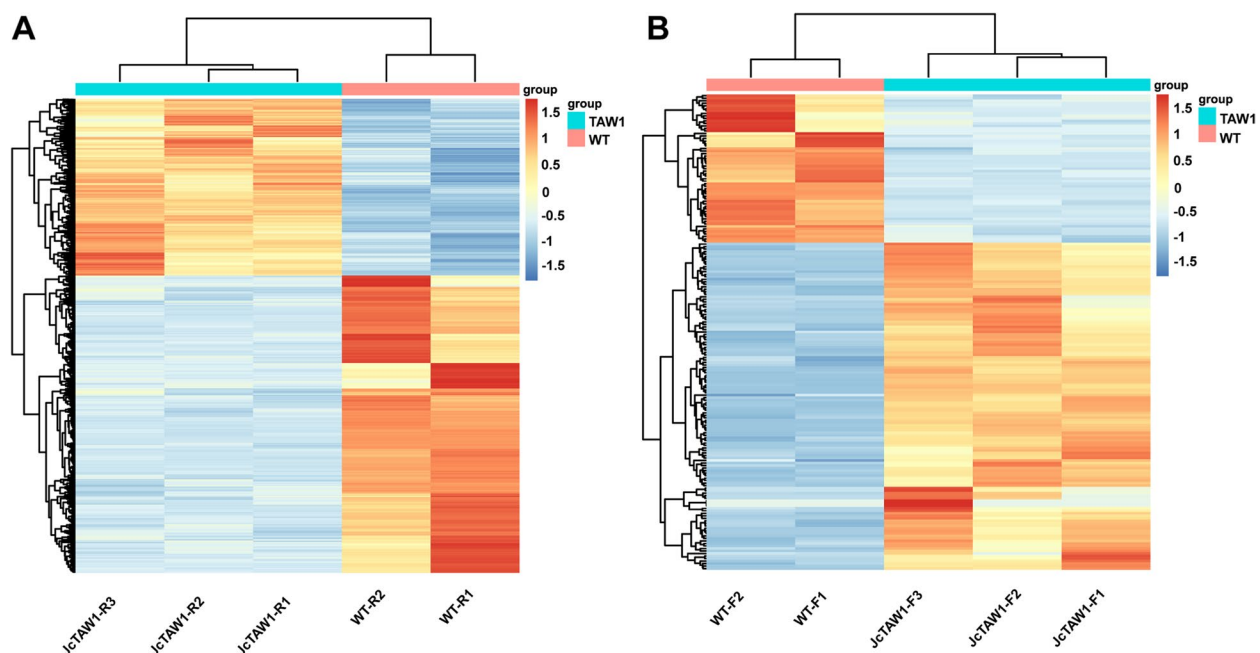 A
group
1.5
0.5
0
-0.5
-1
-1.5
group
TAW1
WT
JcTAW1-R3
JcTAW1-R2
JcTAW1-R1
WT-R2
WT-R1
B
group
1.5
1
0.5
0
-0.5
-1
-1.5
group
TAW1
WT
WT-F2
WT-F1
JcTAW1-F3
JcTAW1-F2
JcTAW1-F1